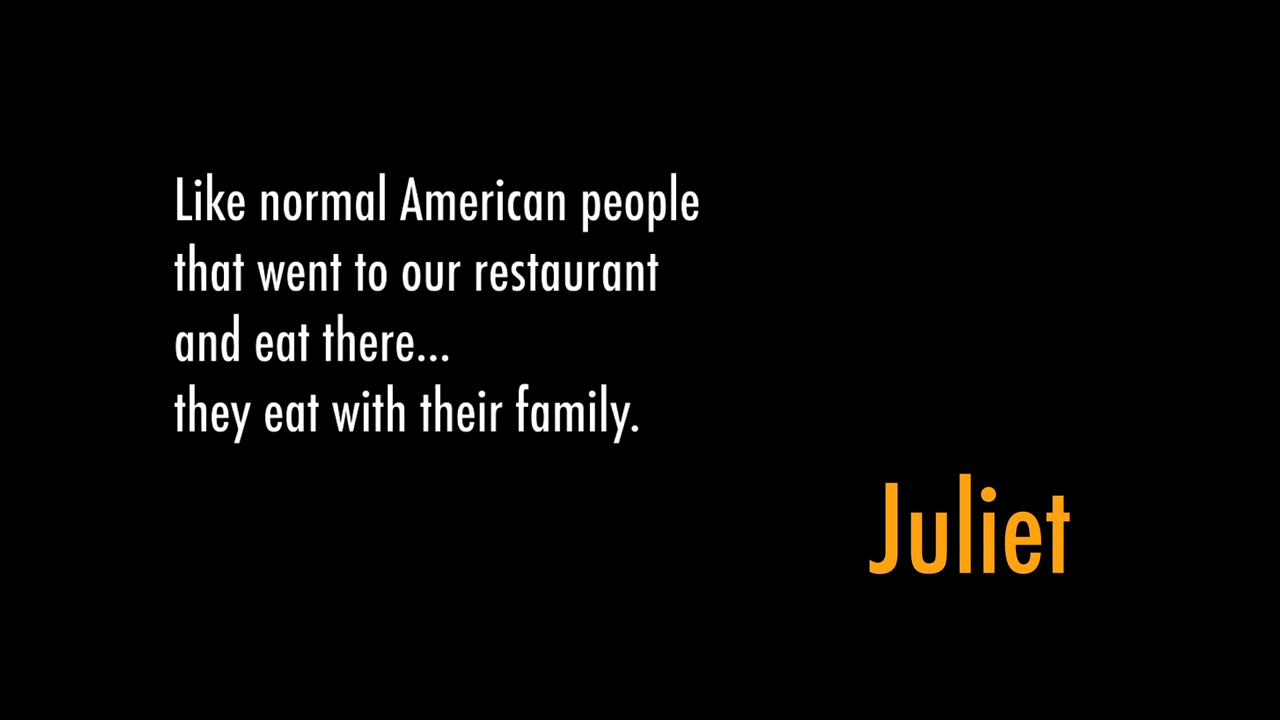 Like normal American people
that went to our restaurant
and eat there...
they eat with their family.
Juliet